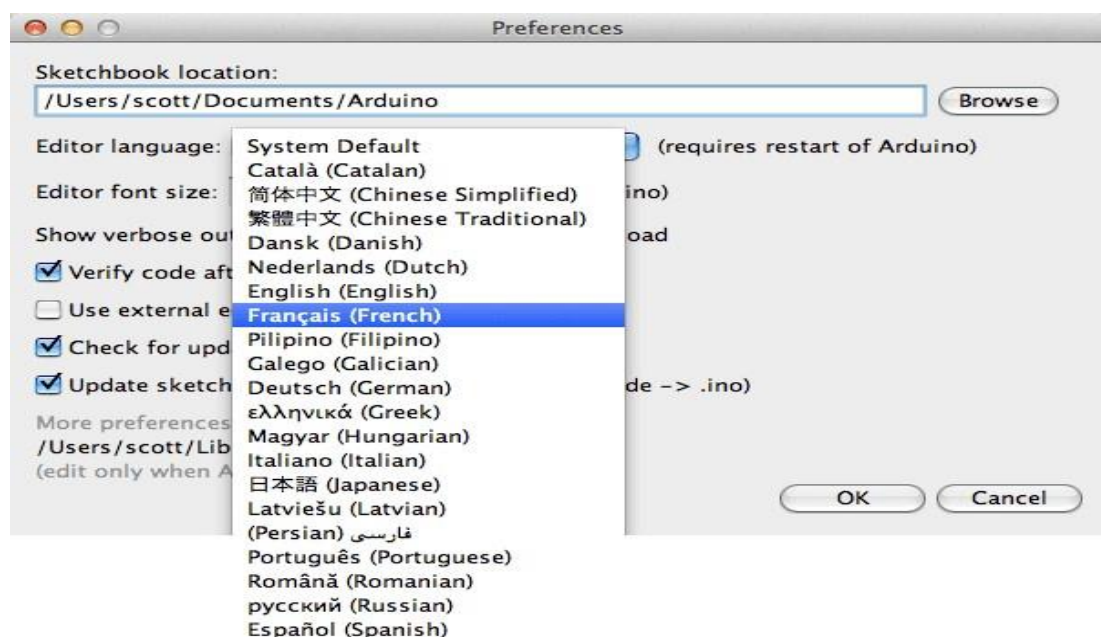 Preferences
Sketchbook location:
/Users/scott/Documents/Arduino
Browse
Editor language:
(requires restart of Arduino)
Editor font size:
ino)
Show verbose out
oad
Verify code aft
Use external e
Check for upd
Update sketch
de -> .ino)
More preferences
/Users/scott/Lib
(edit only when A
System Default
Català (Catalan)
简体中文 (Chinese Simplified)
繁體中文 (Chinese Traditional)
Dansk (Danish)
Nederlands (Dutch)
English (English)
Français (French)
Pilipino (Filipino)
Galego (Galician)
Deutsch (German)
ελληνικά (Greek)
Magyar (Hungarian)
Italiano (Italian)
日本語 (Japanese)
Latviešu (Latvian)
(Persian) فارسی
Português (Portuguese)
Română (Romanian)
русский (Russian)
Español (Spanish)
OK
Cancel